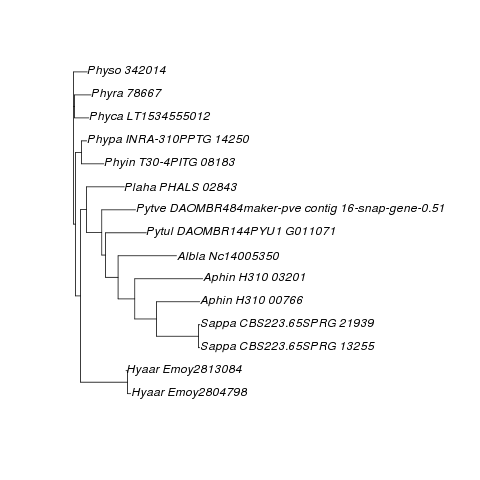 Physo 342014
Phyra 78667
Phyca LT1534555012
Phypa INRA-310PPTG 14250
Phyin T30-4PITG 08183
Plaha PHALS 02843
Pytve DAOMBR484maker-pve contig 16-snap-gene-0.51
Pytul DAOMBR144PYU1 G011071
Albla Nc14005350
Aphin H310 03201
Aphin H310 00766
Sappa CBS223.65SPRG 21939
Sappa CBS223.65SPRG 13255
Hyaar Emoy2813084
Hyaar Emoy2804798